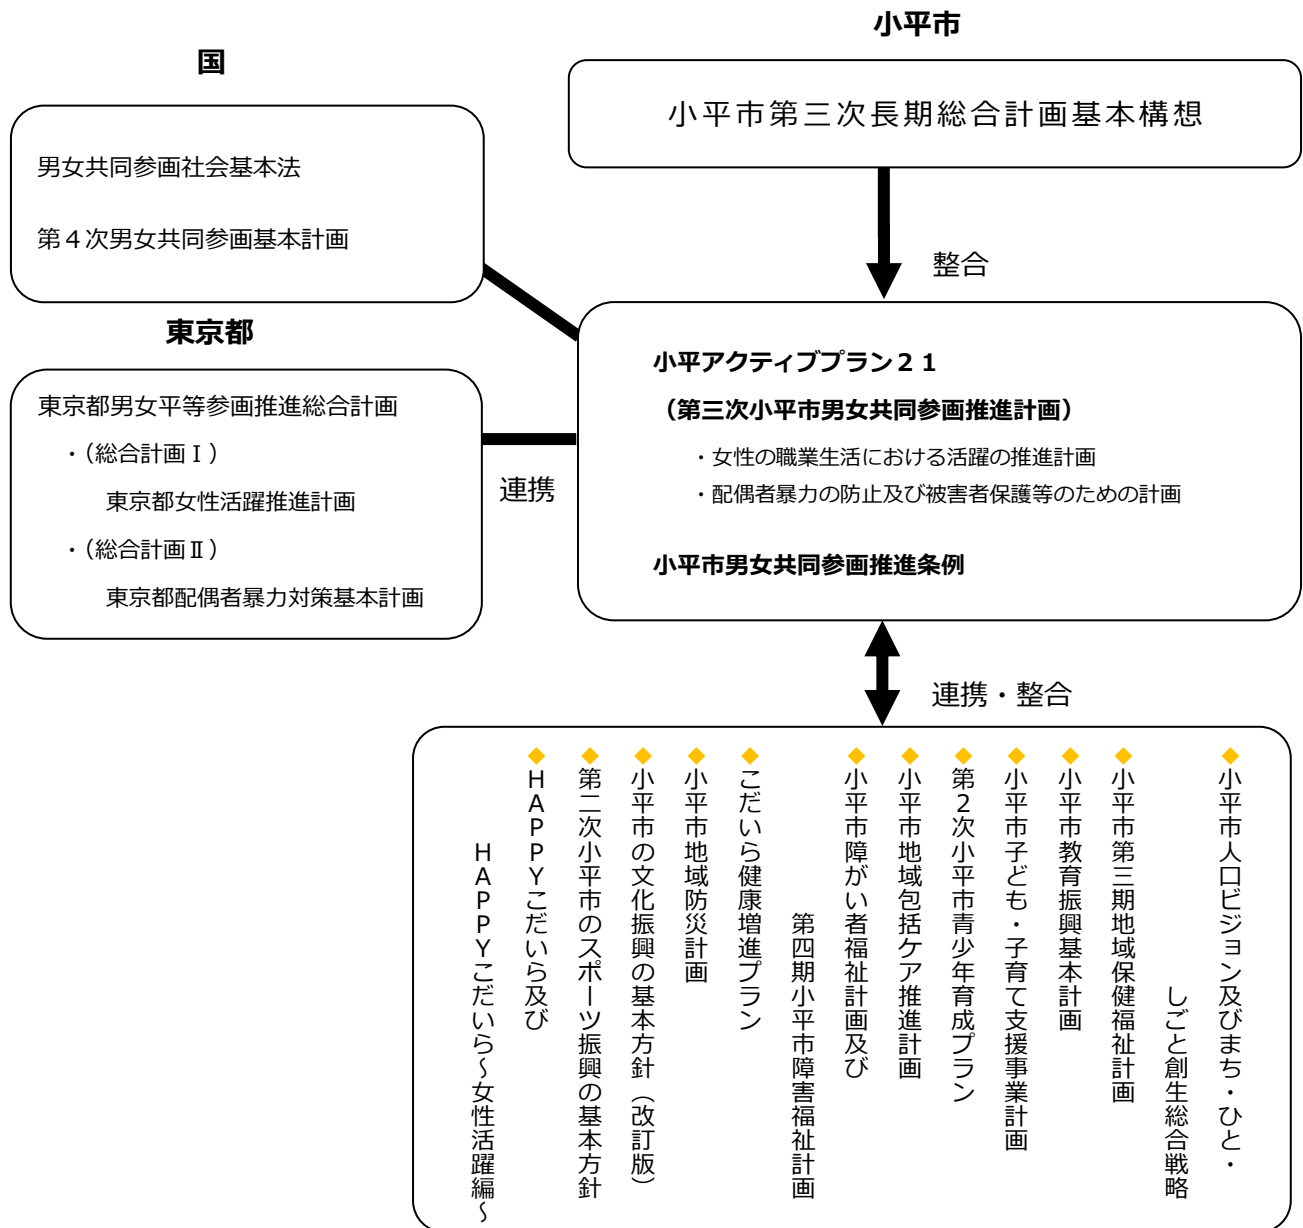 国
男女共同参画社会基本法
第４次男女共同参画基本計画
東京都
東京都男女平等参画推進総合計画
・（総合計画Ⅰ）
東京都女性活躍推進計画
・（総合計画Ⅱ）
東京都配偶者暴力対策基本計画
小平市
小平市第三次長期総合計画基本構想
整合
連携
小平アクティブプラン２１
（第三次小平市男女共同参画推進計画）
・女性の職業生活における活躍の推進計画
・配偶者暴力の防止及び被害者保護等のための計画
小平市男女共同参画推進条例
連携・整合
◆小平市人口ビジョン及びまち・ひと・
しごと創生総合戦略
◆小平市第三期地域保健福祉計画
◆小平市教育振興基本計画
◆小平市子ども・子育て支援事業計画
◆第２次小平市青少年育成プラン
◆小平市地域包括ケア推進計画
◆小平市障がい者福祉計画及び
第四期小平市障害福祉計画
◆こだいら健康増進プラン
◆小平市地域防災計画
◆小平市の文化振興の基本方針（改訂版）
◆第二次小平市のスポーツ振興の基本方針
◆ＨＡＰＰＹこだいら及び
ＨＡＰＰＹこだいら～女性活躍編～